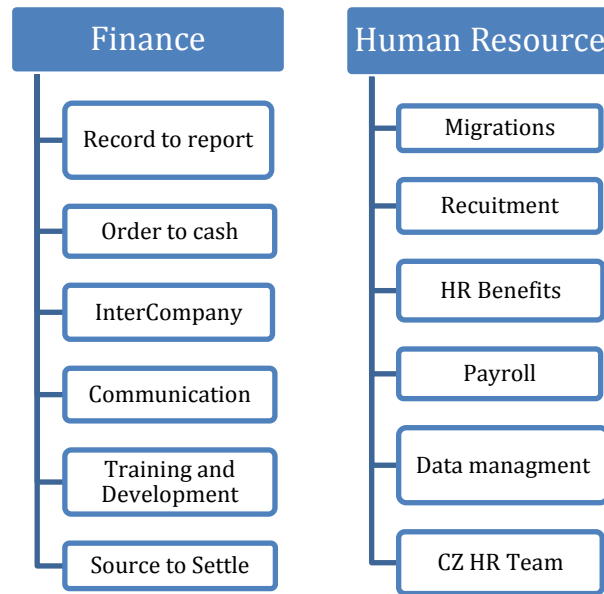 Finance
Record to report
Order to cash
InterCompany
Communication
Training and
Development
Source to Settle
Human Resource
Migrations
Recuitment
HR Benefits
Payroll
Data managment
CZ HR Team